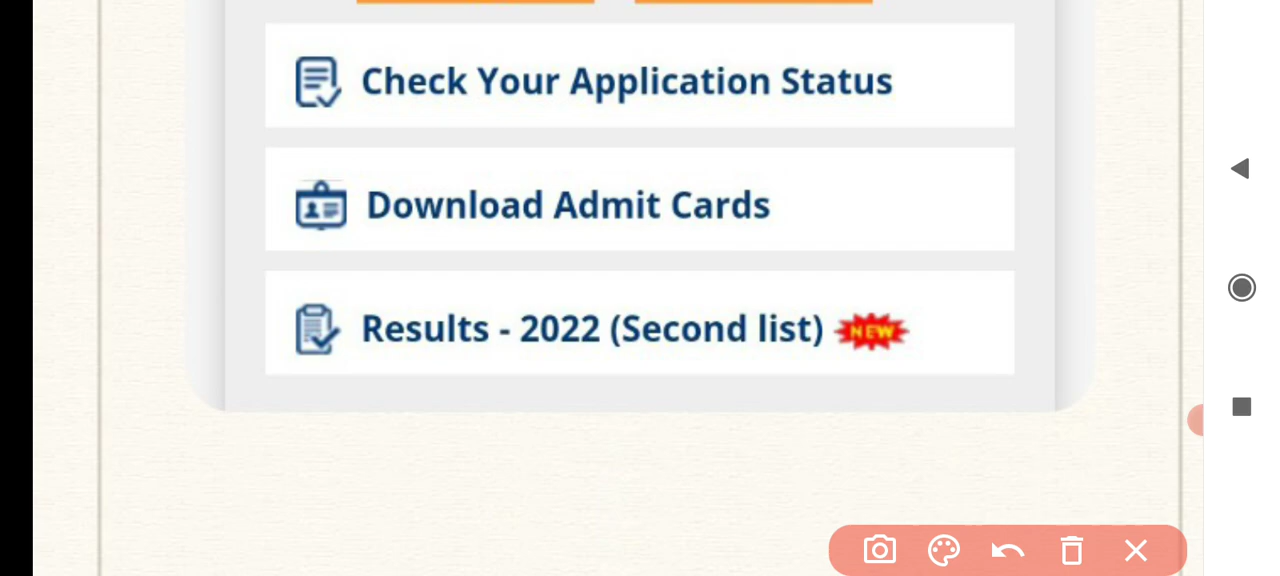 Check Your Application Status
Download Admit Cards
Results - 2022 (Second list) NEW